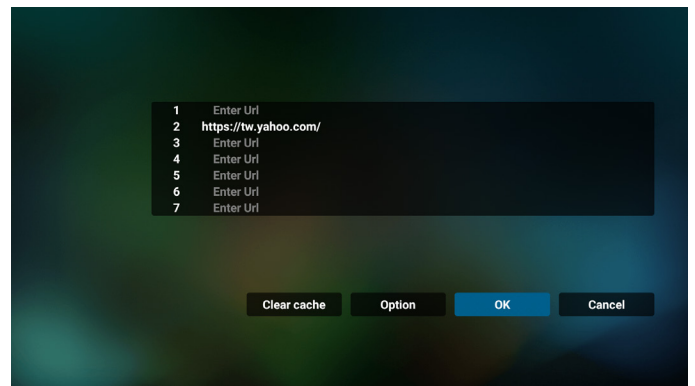 1 Enter Url
2 https://tw.yahoo.com/
3 Enter Url
4 Enter Url
5 Enter Url
6 Enter Url
7 Enter Url
Clear cache Option OK Cancel